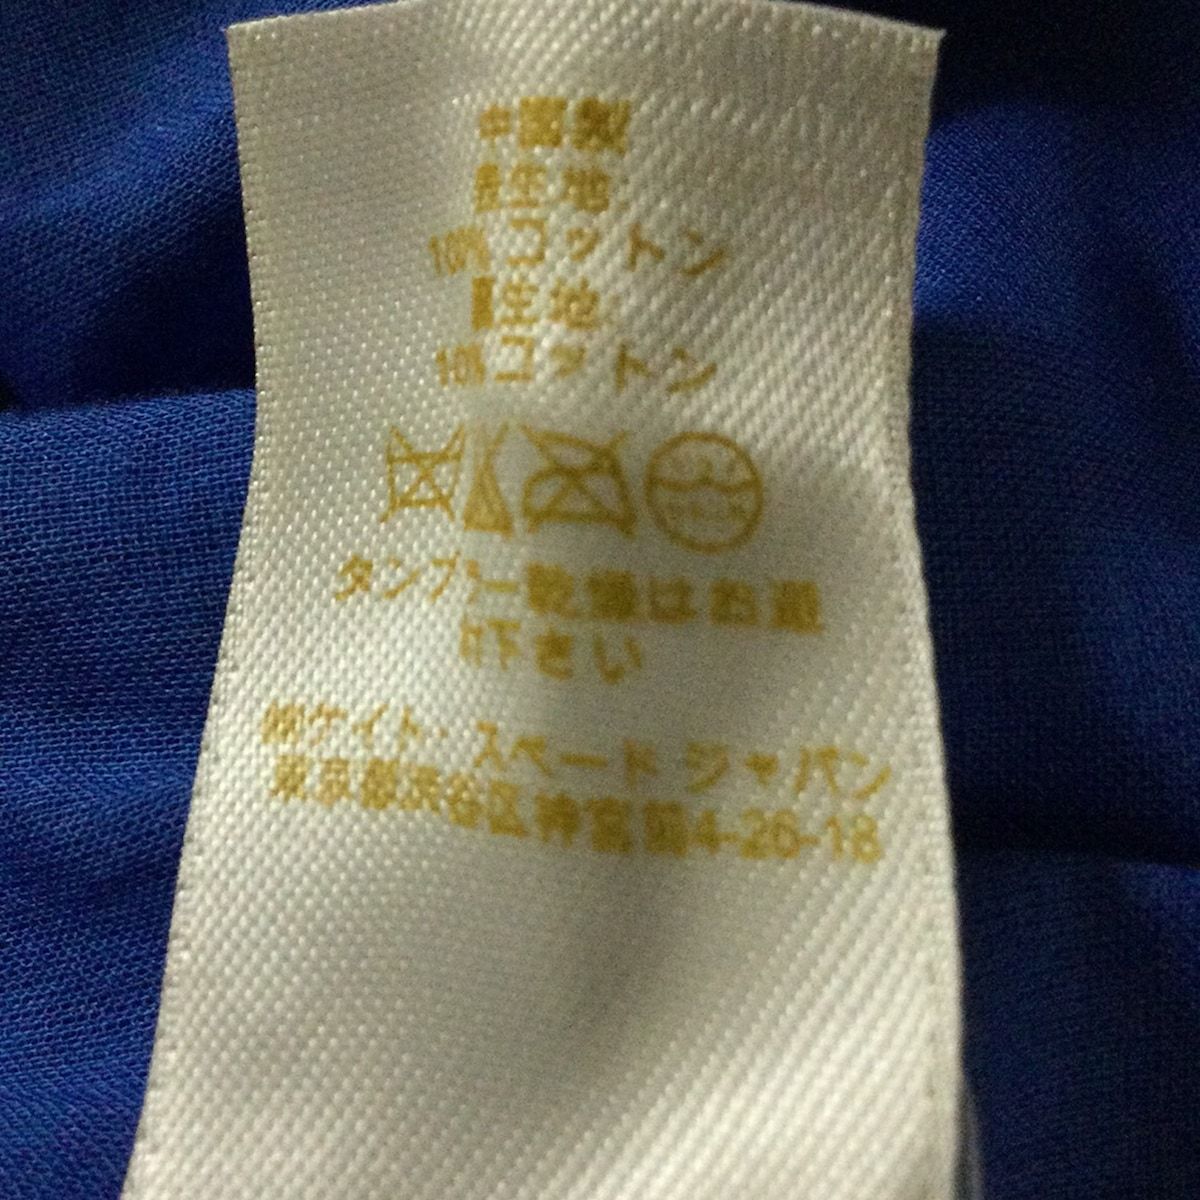 中国製
表生地
100% コットン
裏生地
100% コットン
タンブラー乾燥はお避
け下さい
㈱ケイト・スペード ジャパン
東京都渋谷区神宮前4-26-18